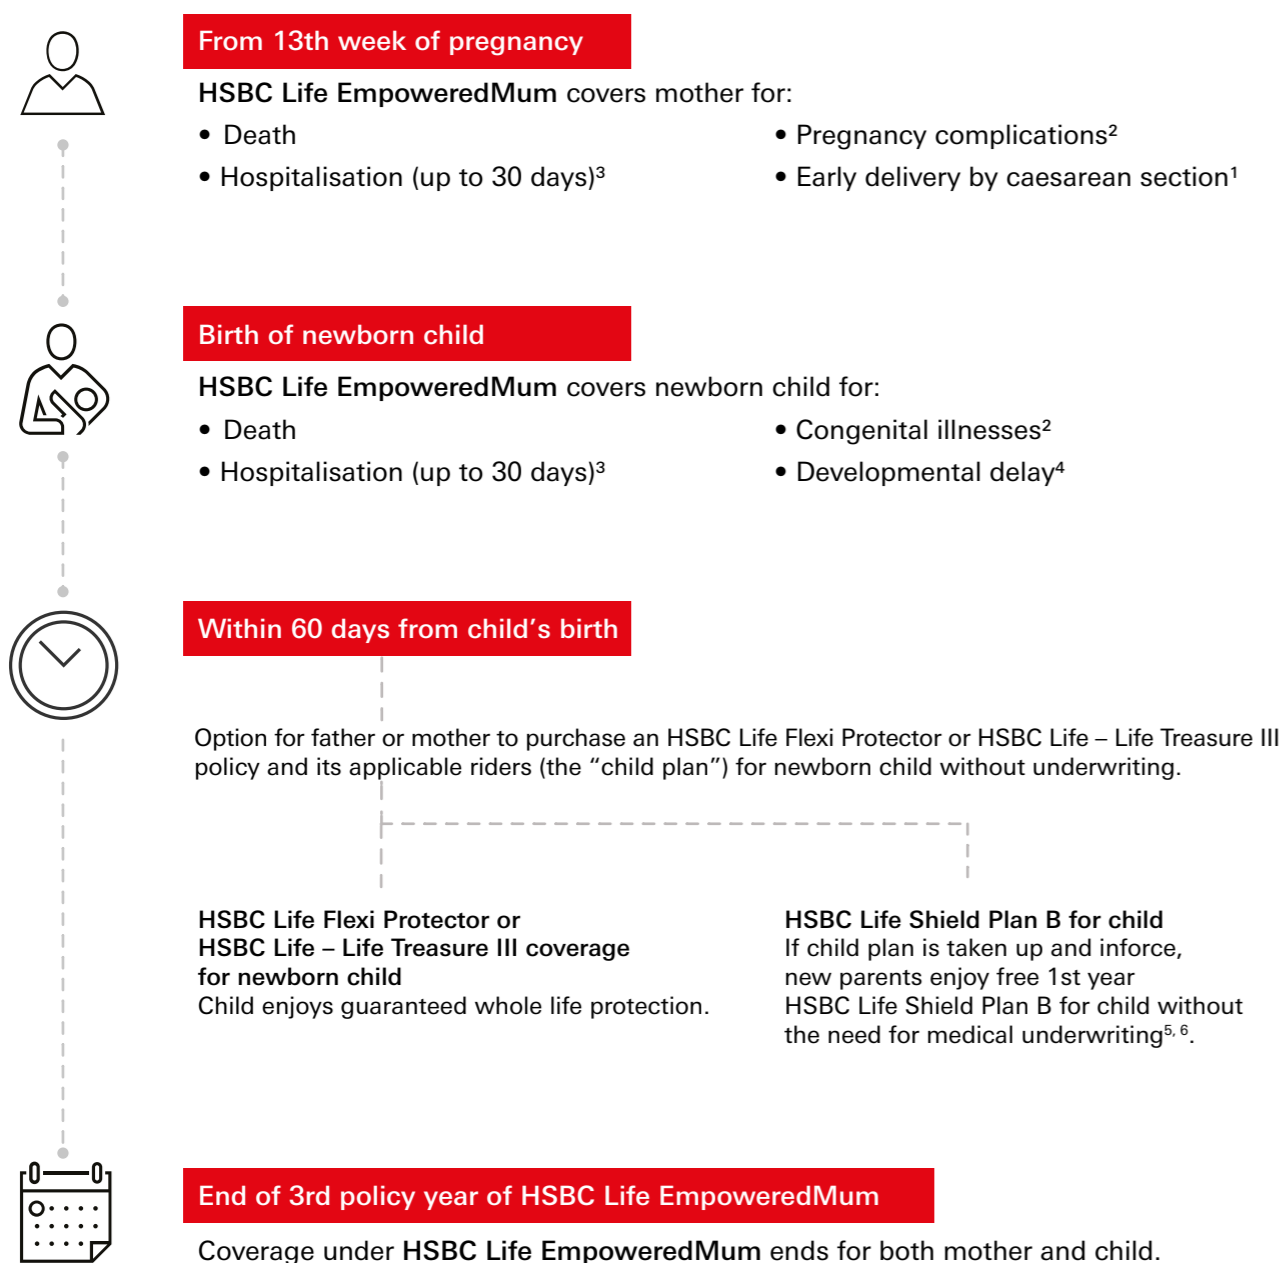 From 13th week of pregnancy
HSBC Life EmpoweredMum covers mother for:
• Death
• Hospitalisation (up to 30 days)³
• Pregnancy complications²
• Early delivery by caesarean section¹
Birth of newborn child
HSBC Life EmpoweredMum covers newborn child for:
• Death
• Hospitalisation (up to 30 days)³
• Congenital illnesses²
• Developmental delay⁴
Within 60 days from child’s birth
Option for father or mother to purchase an HSBC Life Flexi Protector or HSBC Life – Life Treasure III
policy and its applicable riders (the “child plan”) for newborn child without underwriting.
HSBC Life Flexi Protector or
HSBC Life – Life Treasure III coverage
for newborn child
Child enjoys guaranteed whole life protection.
HSBC Life Shield Plan B for child
If child plan is taken up and inforce,
new parents enjoy free 1st year
HSBC Life Shield Plan B for child without
the need for medical underwriting⁵, ⁶.
End of 3rd policy year of HSBC Life EmpoweredMum
Coverage under HSBC Life EmpoweredMum ends for both mother and child.